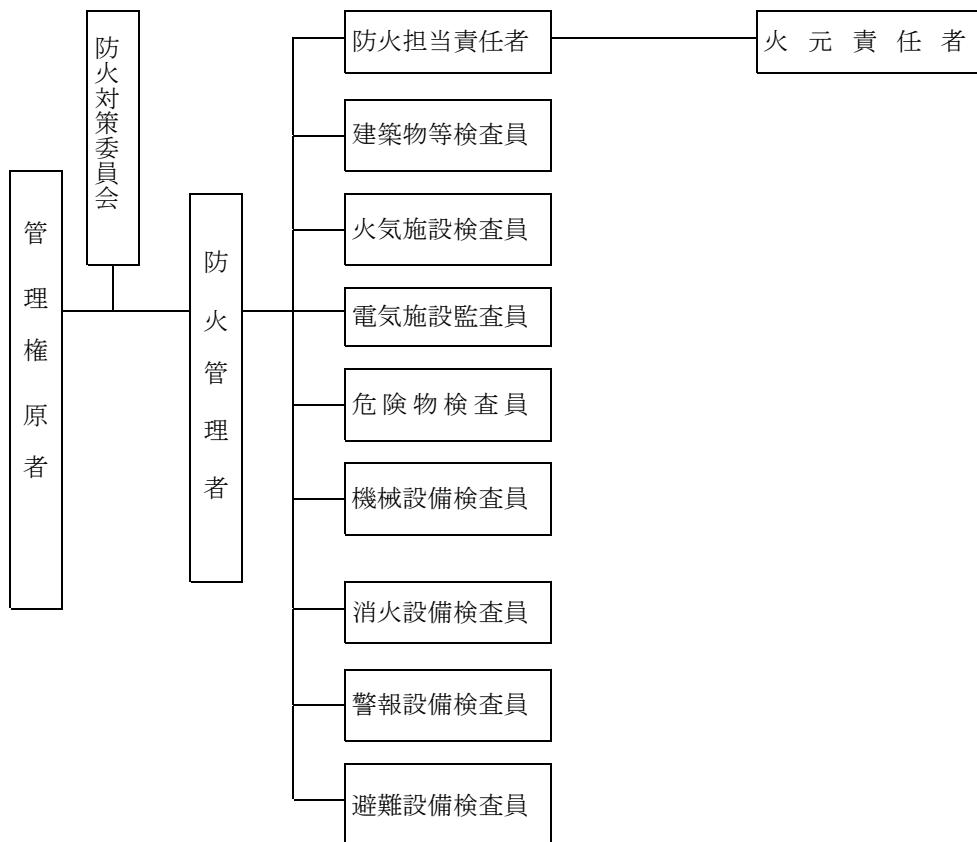 管理権原者
防火対策委員会
防火管理者
防火担当責任者
火元責任者
建築物等検査員
火気施設検査員
電気施設監査員
危険物検査員
機械設備検査員
消火設備検査員
警報設備検査員
避難設備検査員